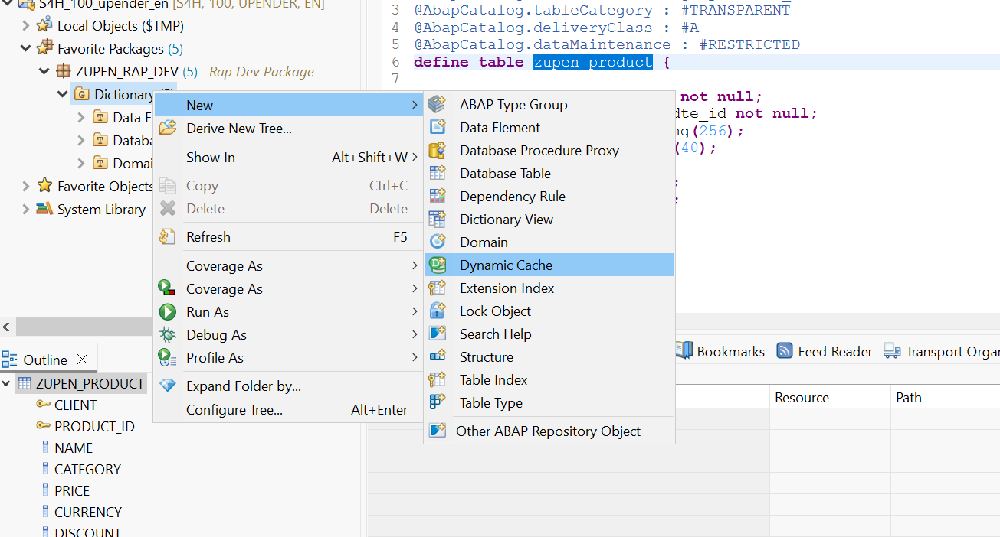 S4H_100_upender_en [S4H, 100, UPENDER, EN]
Local Objects ($TMP)
Favorite Packages (5)
ZUPEN_RAP_DEV (5) Rap Dev Package
Dictionary
Data E
Databa
Domai
Favorite Objects
System Library
3 @AbapCatalog.tableCategory : #TRANSPARENT
4 @AbapCatalog.deliveryClass : #A
5 @AbapCatalog.dataMaintenance : #RESTRICTED
6 define table zupen_product {
7
not null;
dte_id not null;
ng(256);
(40);
;
;
New
Derive New Tree...
Show In Alt+Shift+W
Copy Ctrl+C
Delete Delete
Refresh F5
Coverage As
Coverage As
Run As
Debug As
Profile As
Expand Folder by...
Configure Tree... Alt+Enter
ABAP Type Group
Data Element
Database Procedure Proxy
Database Table
Dependency Rule
Dictionary View
Domain
Dynamic Cache
Extension Index
Lock Object
Search Help
Structure
Table Index
Table Type
Other ABAP Repository Object
Outline
ZUPEN_PRODUCT
CLIENT
PRODUCT_ID
NAME
CATEGORY
PRICE
CURRENCY
DISCOUNT
Bookmarks Feed Reader Transport Orga
Resource Path